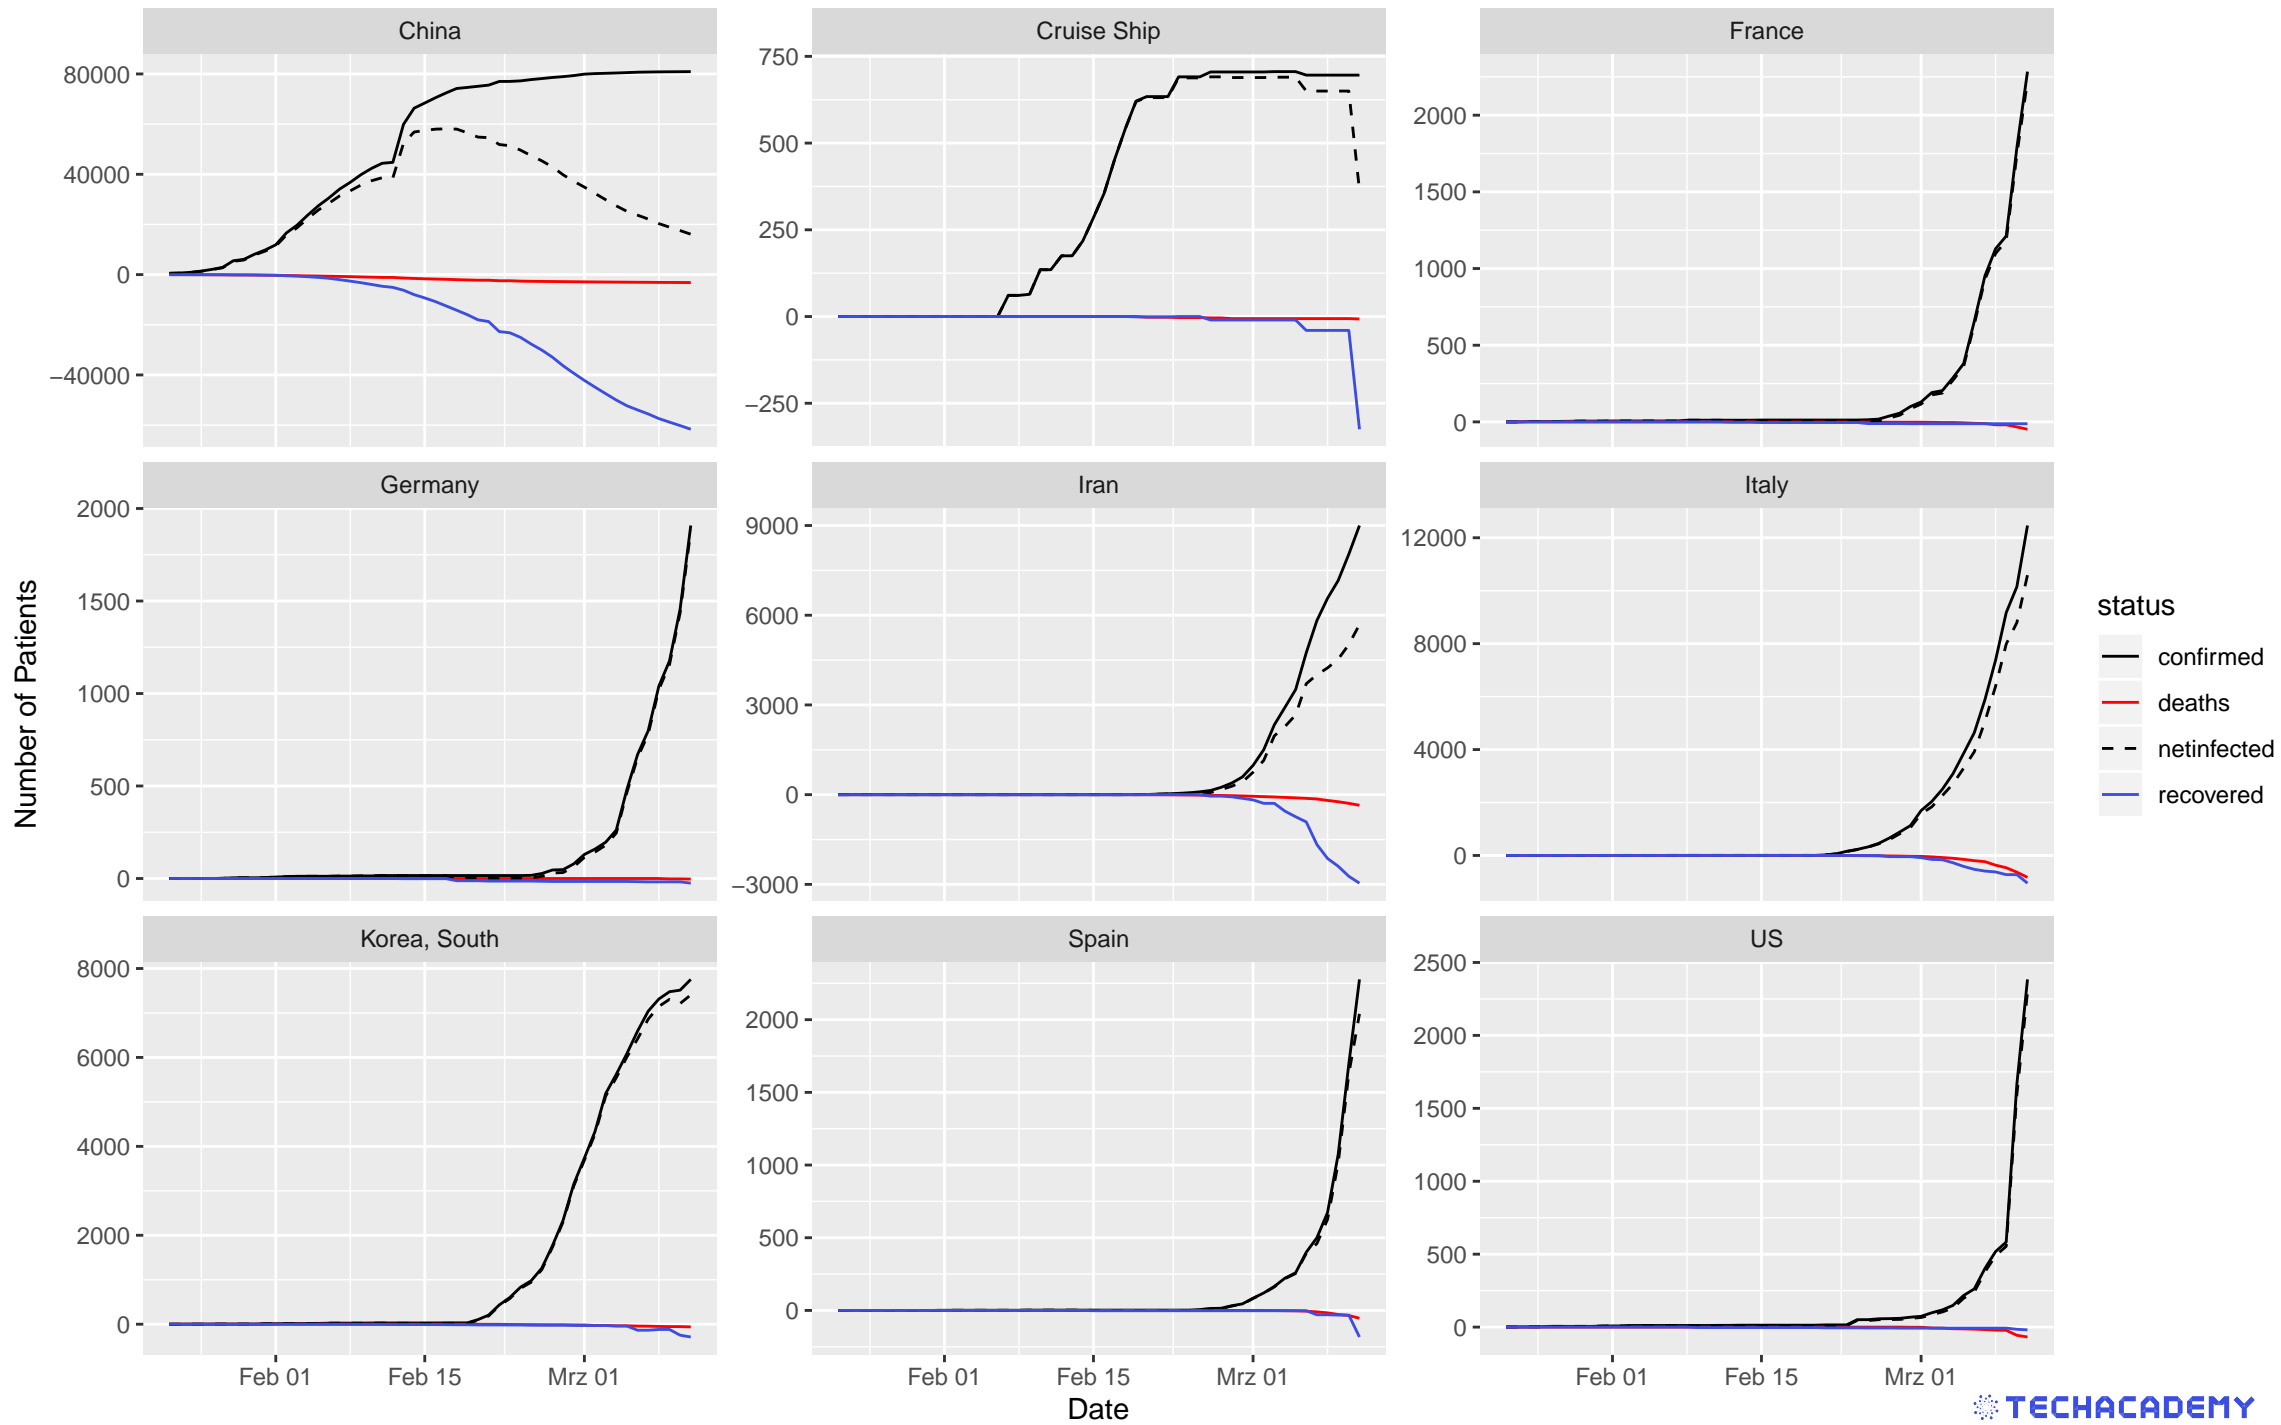 China
Cruise Ship
France
80000
40000
0
−40000
750
500
250
0
−250
2000
1500
1000
500
0
Germany
Iran
Italy
2000
1500
1000
500
0
9000
6000
3000
0
−3000
12000
8000
4000
0
Korea, South
Spain
US
8000
6000
4000
2000
0
2000
1500
1000
500
0
2500
2000
1500
1000
500
0
Feb 01
Feb 15
Mrz 01
Feb 01
Feb 15
Mrz 01
Feb 01
Feb 15
Mrz 01
Number of Patients
Date
status
confirmed
deaths
netinfected
recovered
TECHACADEMY